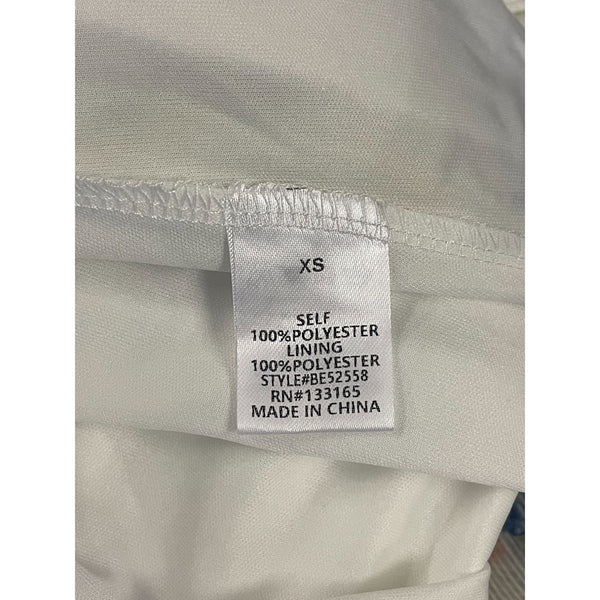 XS
SELF
100%POLYESTER
LINING
100%POLYESTER
STYLE#BE52558
RN#133165
MADE IN CHINA